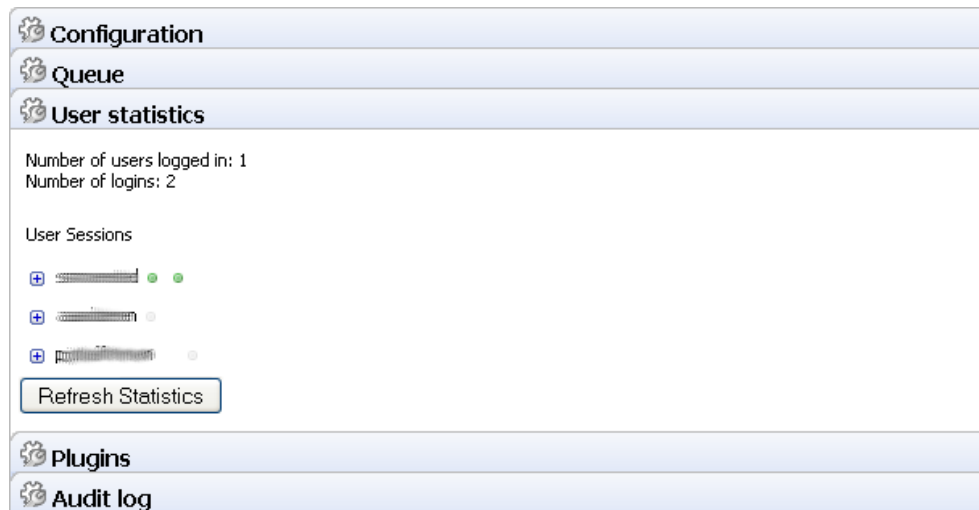 Configuration
Queue
User statistics
Number of users logged in: 1
Number of logins: 2
User Sessions
Refresh Statistics
Plugins
Audit log